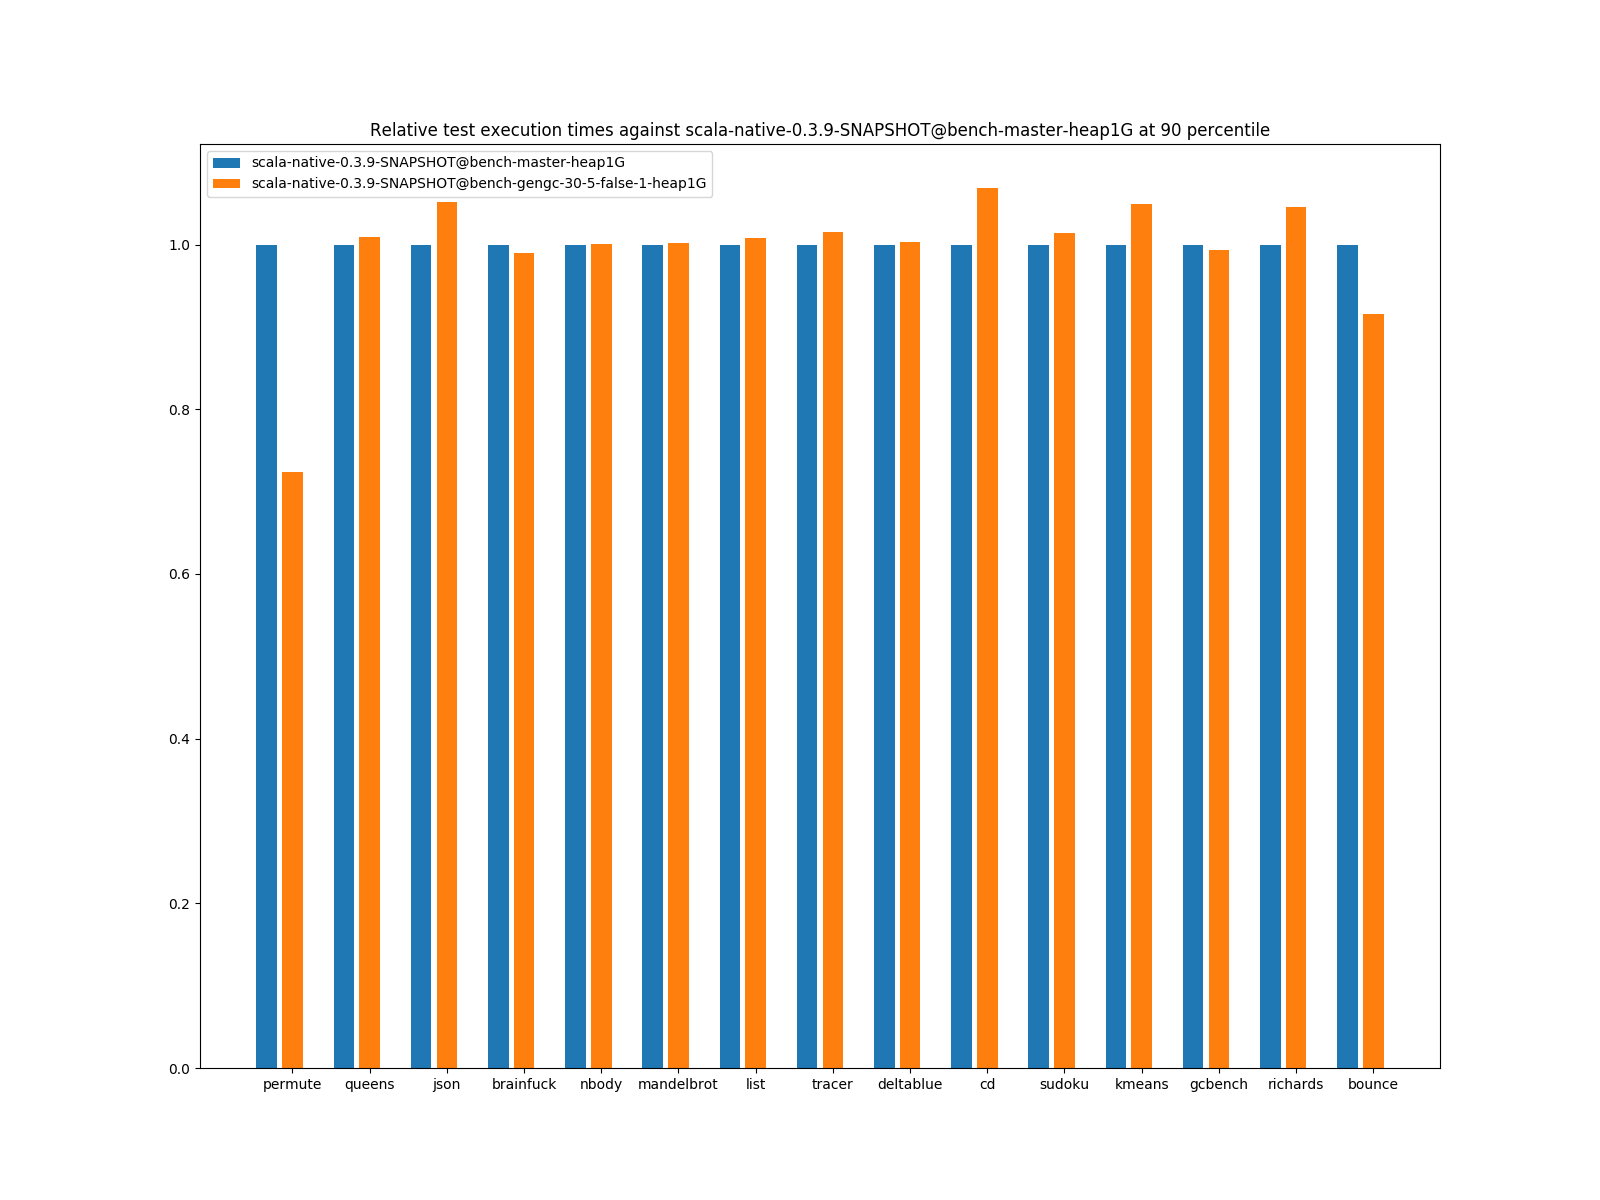 Relative test execution times against scala-native-0.3.9-SNAPSHOT@bench-master-heap1G at 90 percentile
scala-native-0.3.9-SNAPSHOT@bench-master-heap1G
scala-native-0.3.9-SNAPSHOT@bench-gengc-30-5-false-1-heap1G
1.0
0.8
0.6
0.4
0.2
0.0
permute queens json brainfuck nbody mandelbrot list tracer deltablue cd sudoku kmeans gcbench richards bounce